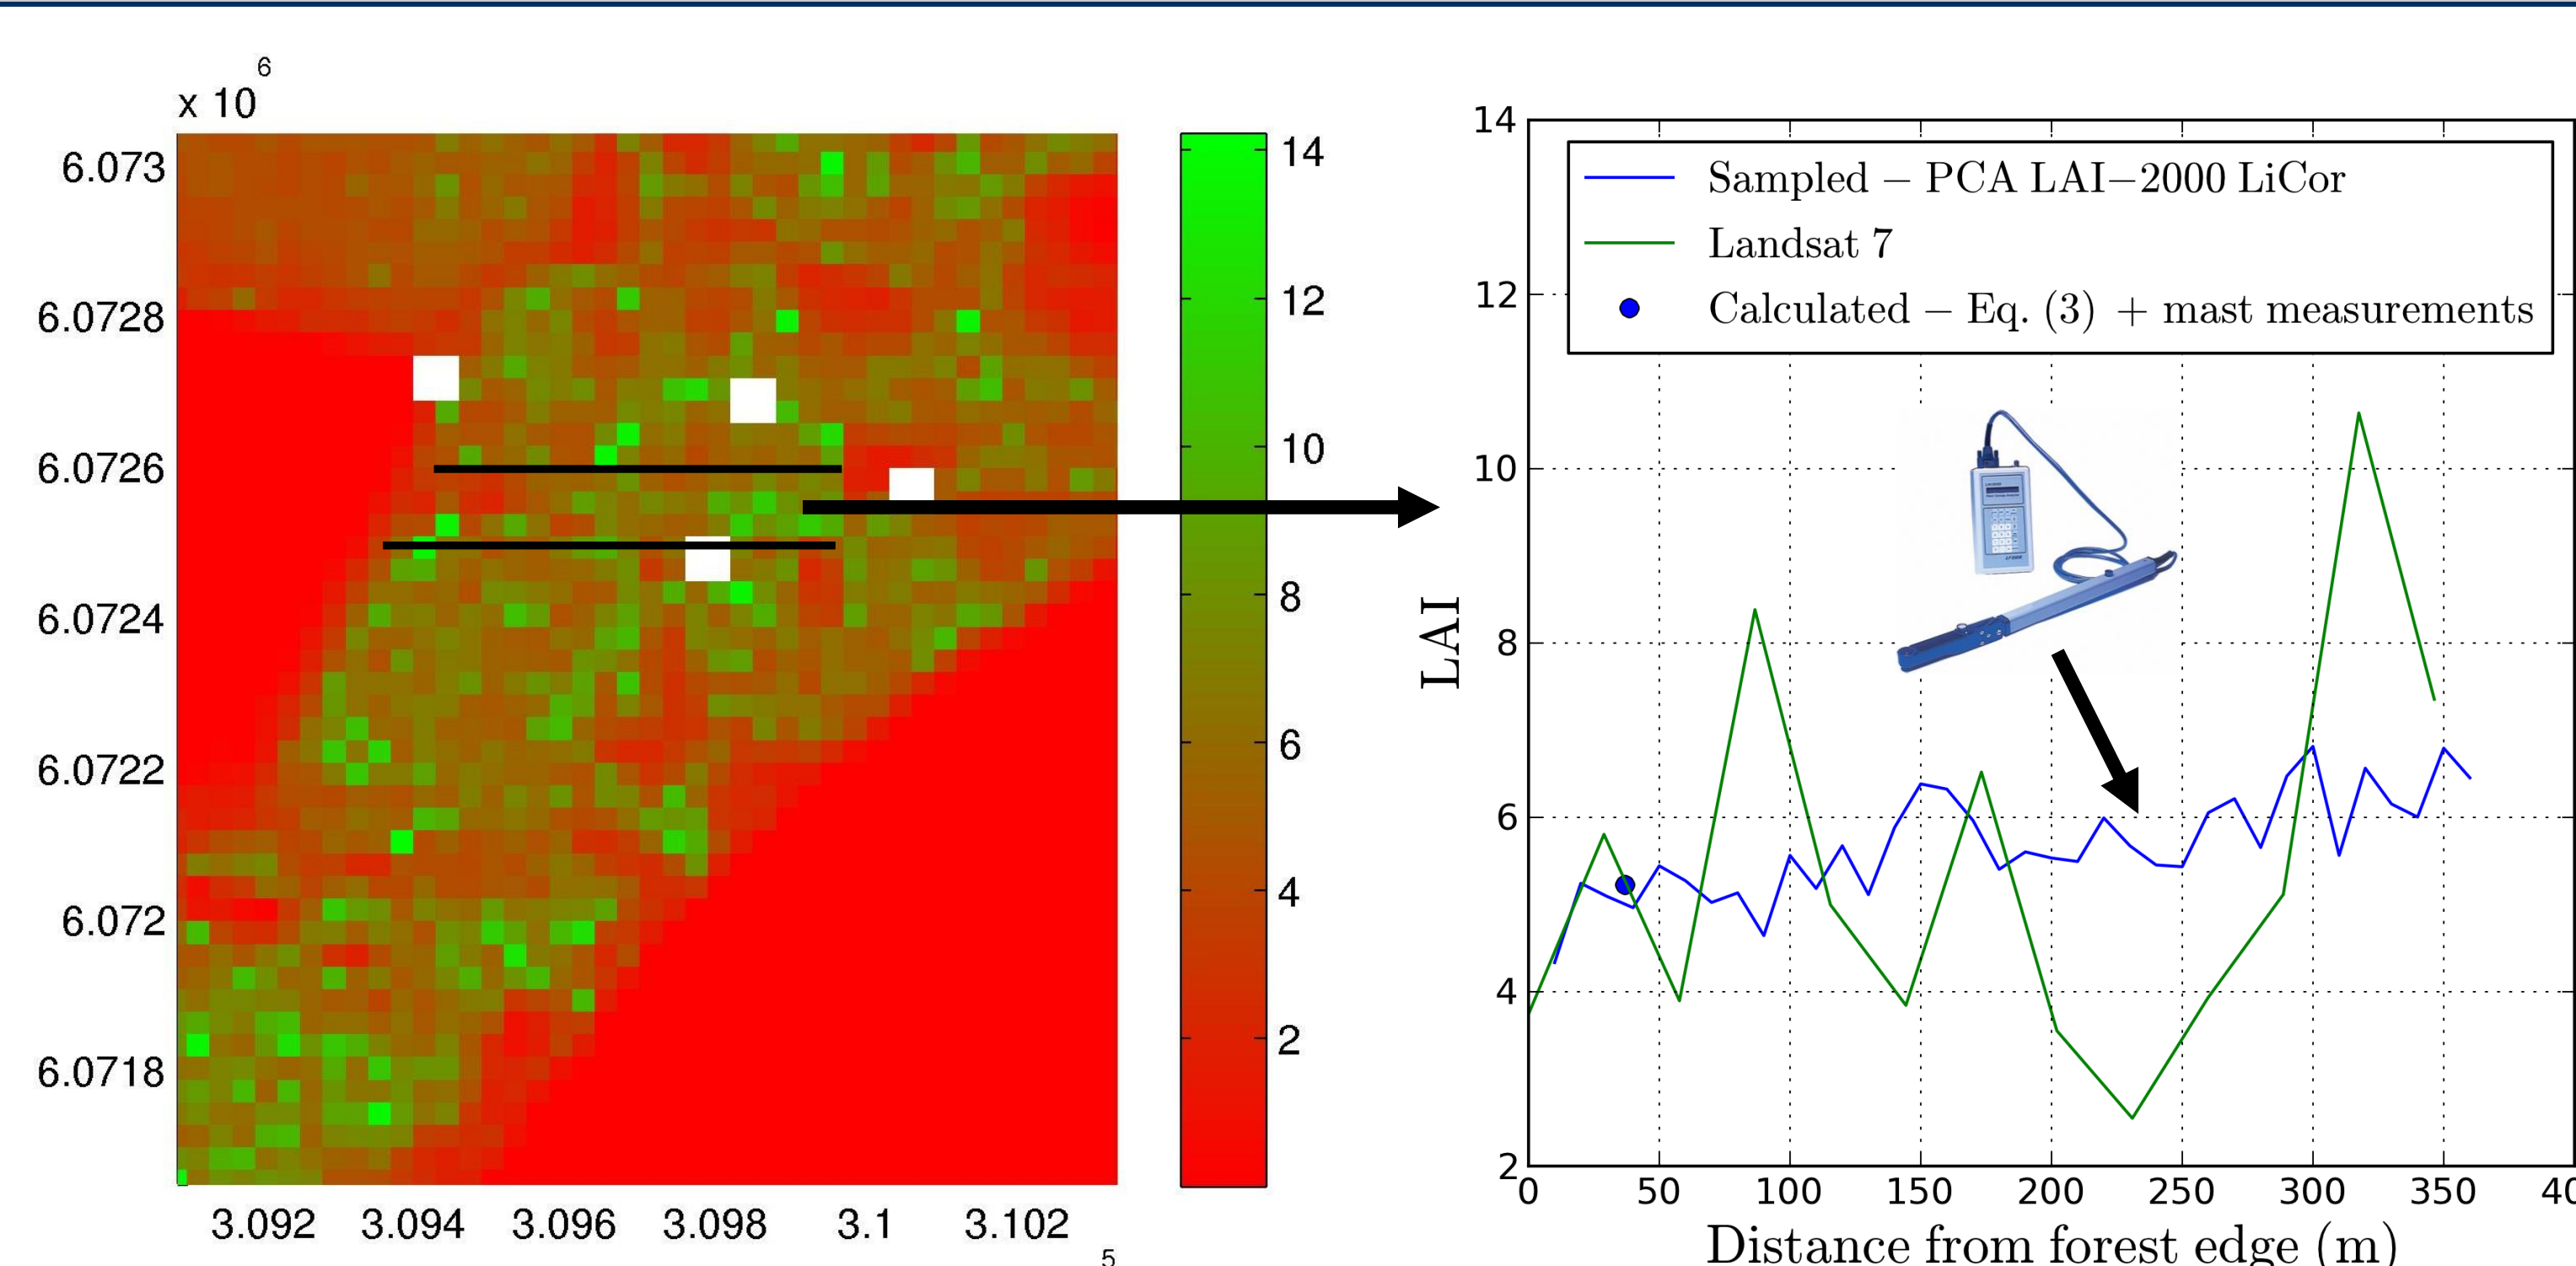 6
x 10
6.073
6.0728
6.0726
6.0724
6.0722
6.072
6.0718
3.092 3.094 3.096 3.098 3.1 3.102
5
14
12
10
8
6
4
2
Sampled – PCA LAI–2000 LiCor
Landsat 7
Calculated – Eq. (3) + mast measurements
LAI
14
12
10
8
6
4
2
0 50 100 150 200 250 300 350 40
Distance from forest edge (m)